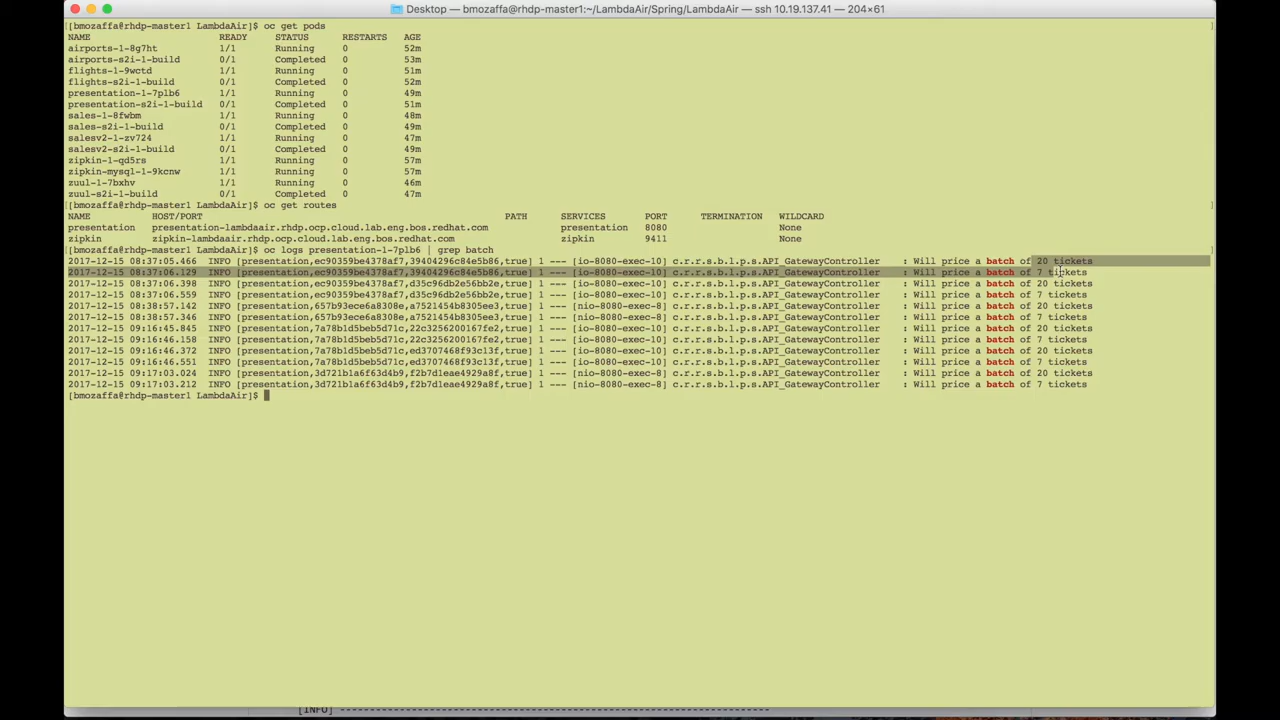 Desktop — bmozaffa@rhdp-master1:~/LambdaAir/Spring/LambdaAir — ssh 10.19.137.41 — 204×61
[[bmozaffa@rhdp-master1 LambdaAir]$ oc get pods ]
NAME READY STATUS RESTARTS AGE
airports-1-8g7ht 1/1 Running 0 52m
airports-s2i-1-build 0/1 Completed 0 53m
flights-1-9wctd 1/1 Running 0 51m
flights-s2i-1-build 0/1 Completed 0 52m
presentation-1-7plb6 1/1 Running 0 49m
presentation-s2i-1-build 0/1 Completed 0 51m
sales-1-8fwbm 1/1 Running 0 48m
sales-s2i-1-build 0/1 Completed 0 49m
salesv2-1-zv724 1/1 Running 0 47m
salesv2-s2i-1-build 0/1 Completed 0 49m
zipkin-1-qd5rs 1/1 Running 0 57m
zipkin-mysql-1-9kcnw 1/1 Running 0 57m
zuul-1-7bxhv 1/1 Running 0 46m
zuul-s2i-1-build 0/1 Completed 0 47m
[[bmozaffa@rhdp-master1 LambdaAir]$ oc get routes ]
NAME HOST/PORT PATH SERVICES PORT TERMINATION WILDCARD
presentation presentation-lambdaair.rhdp.ocp.cloud.lab.eng.bos.redhat.com presentation 8080 None
zipkin zipkin-lambdaair.rhdp.ocp.cloud.lab.eng.bos.redhat.com zipkin 9411 None
[[bmozaffa@rhdp-master1 LambdaAir]$ oc logs presentation-1-7plb6 | grep batch ]
2017-12-15 08:37:05.466 INFO [presentation,ec90359be4378af7,39404296c84e5b86,true] 1 --- [io-8080-exec-10] c.r.r.s.b.l.p.s.API_GatewayController : Will price a batch of 20 tickets
2017-12-15 08:37:06.129 INFO [presentation,ec90359be4378af7,39404296c84e5b86,true] 1 --- [io-8080-exec-10] c.r.r.s.b.l.p.s.API_GatewayController : Will price a batch of 7 tickets
2017-12-15 08:37:06.398 INFO [presentation,ec90359be4378af7,d35c96db2e56bb2e,true] 1 --- [io-8080-exec-10] c.r.r.s.b.l.p.s.API_GatewayController : Will price a batch of 20 tickets
2017-12-15 08:37:06.559 INFO [presentation,ec90359be4378af7,d35c96db2e56bb2e,true] 1 --- [io-8080-exec-10] c.r.r.s.b.l.p.s.API_GatewayController : Will price a batch of 7 tickets
2017-12-15 08:38:57.142 INFO [presentation,657b93ece6a8308e,a7521454b8305ee3,true] 1 --- [nio-8080-exec-8] c.r.r.s.b.l.p.s.API_GatewayController : Will price a batch of 20 tickets
2017-12-15 08:38:57.346 INFO [presentation,657b93ece6a8308e,a7521454b8305ee3,true] 1 --- [nio-8080-exec-8] c.r.r.s.b.l.p.s.API_GatewayController : Will price a batch of 7 tickets
2017-12-15 09:16:45.845 INFO [presentation,7a78b1d5beb5d71c,22c3256200167fe2,true] 1 --- [nio-8080-exec-4] c.r.r.s.b.l.p.s.API_GatewayController : Will price a batch of 20 tickets
2017-12-15 09:16:46.158 INFO [presentation,7a78b1d5beb5d71c,22c3256200167fe2,true] 1 --- [nio-8080-exec-4] c.r.r.s.b.l.p.s.API_GatewayController : Will price a batch of 7 tickets
2017-12-15 09:16:46.372 INFO [presentation,7a78b1d5beb5d71c,ed3707468f93c13f,true] 1 --- [nio-8080-exec-4] c.r.r.s.b.l.p.s.API_GatewayController : Will price a batch of 20 tickets
2017-12-15 09:16:46.551 INFO [presentation,7a78b1d5beb5d71c,ed3707468f93c13f,true] 1 --- [nio-8080-exec-4] c.r.r.s.b.l.p.s.API_GatewayController : Will price a batch of 7 tickets
2017-12-15 09:17:03.024 INFO [presentation,3d721b1a6f63d4b9,f2b7d1eae4929a8f,true] 1 --- [nio-8080-exec-8] c.r.r.s.b.l.p.s.API_GatewayController : Will price a batch of 20 tickets
2017-12-15 09:17:03.212 INFO [presentation,3d721b1a6f63d4b9,f2b7d1eae4929a8f,true] 1 --- [nio-8080-exec-8] c.r.r.s.b.l.p.s.API_GatewayController : Will price a batch of 7 tickets
[bmozaffa@rhdp-master1 LambdaAir]$
[INFO] ------------------------------------------------------------------------